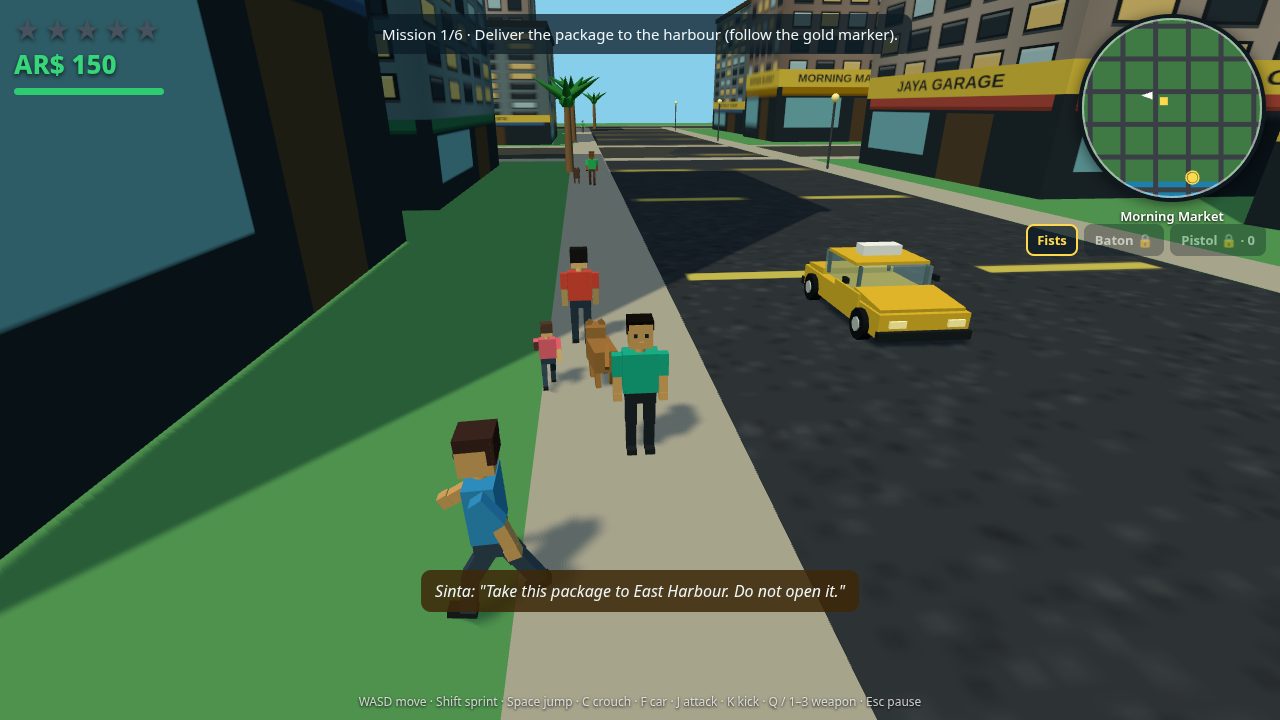 Mission 1/6 · Deliver the package to the harbour (follow the gold marker).
AR$ 150
MORNING MA
JAYA GARAGE
Morning Market
Fists
Baton 🔒
Pistol 🔒 · 0
Sinta: "Take this package to East Harbour. Do not open it."
WASD move · Shift sprint · Space jump · C crouch · F car · J attack · K kick · Q / 1–3 weapon · Esc pause